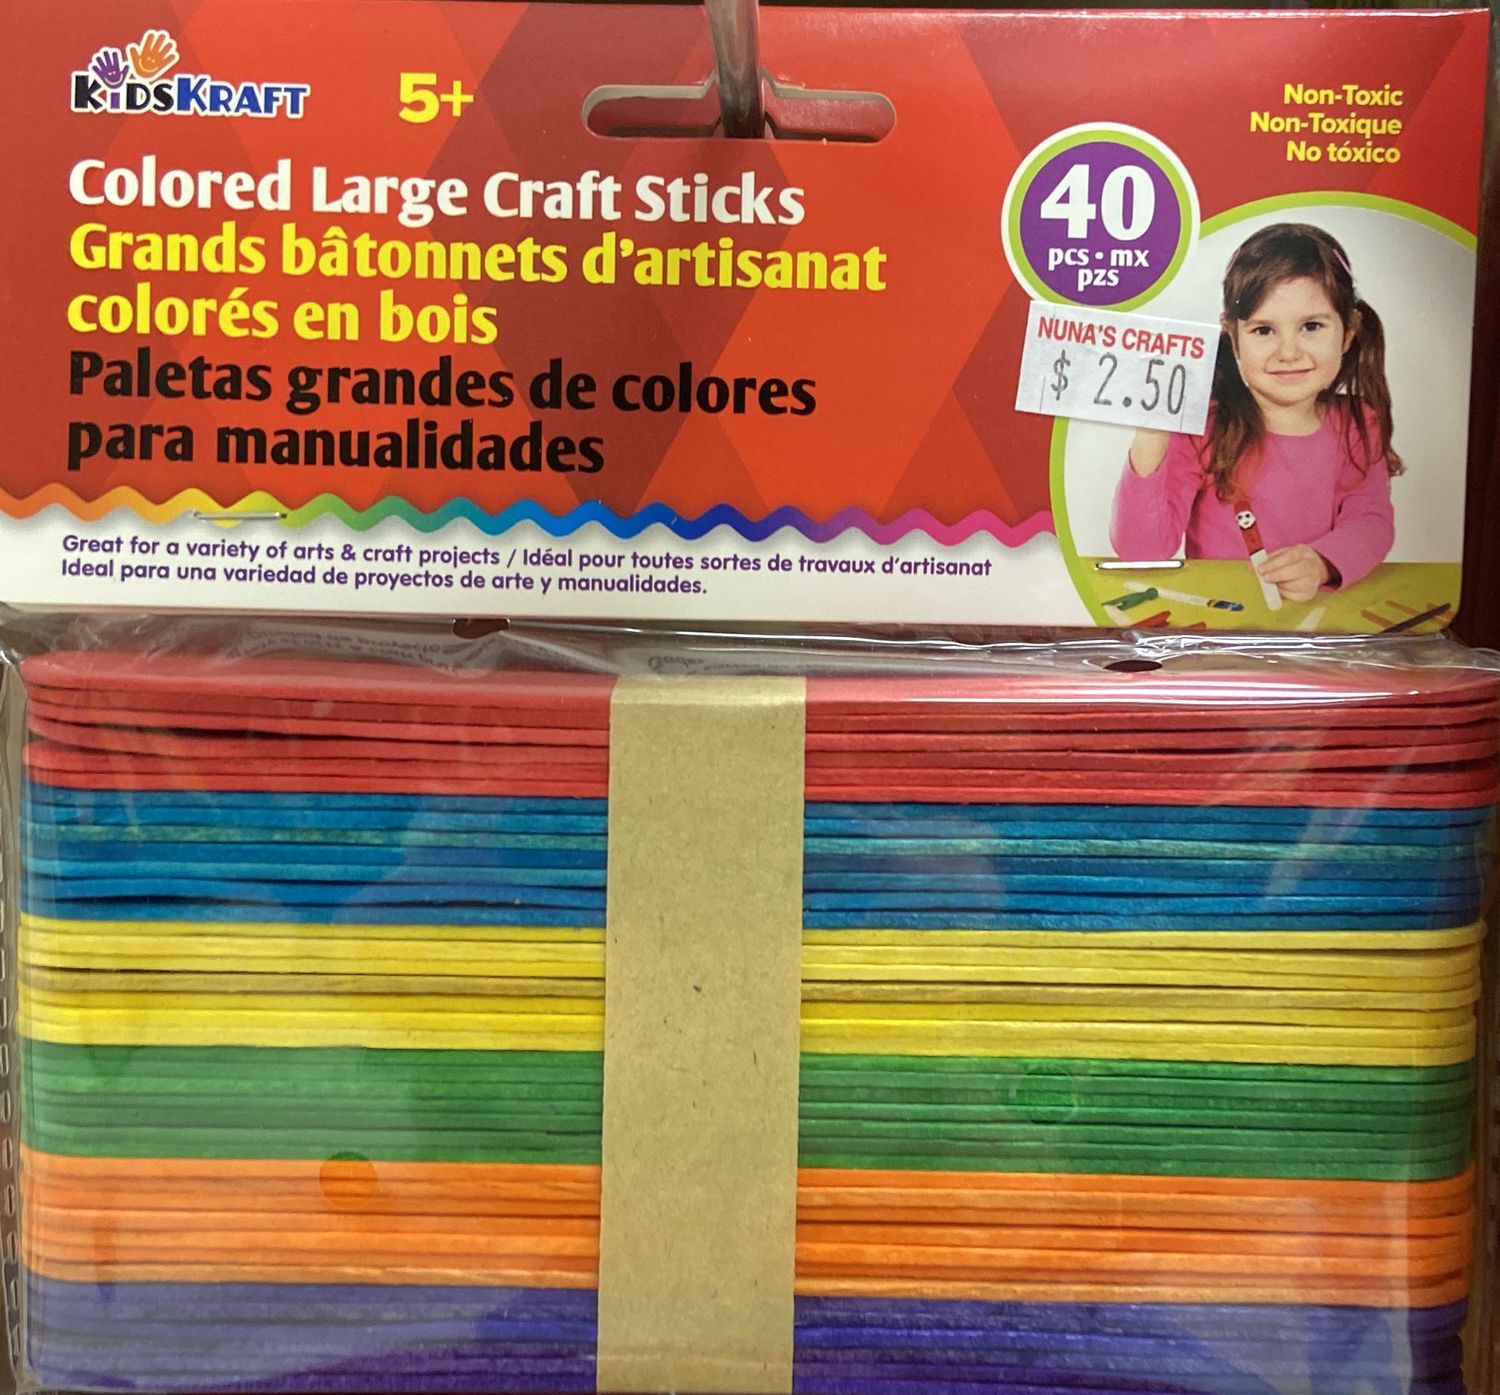 KiDSKRAFT
5+
Non-Toxic
Non-Toxique
No tóxico
Colored Large Craft Sticks
Grands bâtonnets d'artisanat
colorés en bois
Paletas grandes de colores
para manualidades
40
pcs • mx
pzs
NUNA'S CRAFTS
$ 2.50
Great for a variety of arts & craft projects / Idéal pour toutes sortes de travaux d'artisanat
Ideal para una variedad de proyectos de arte y manualidades.